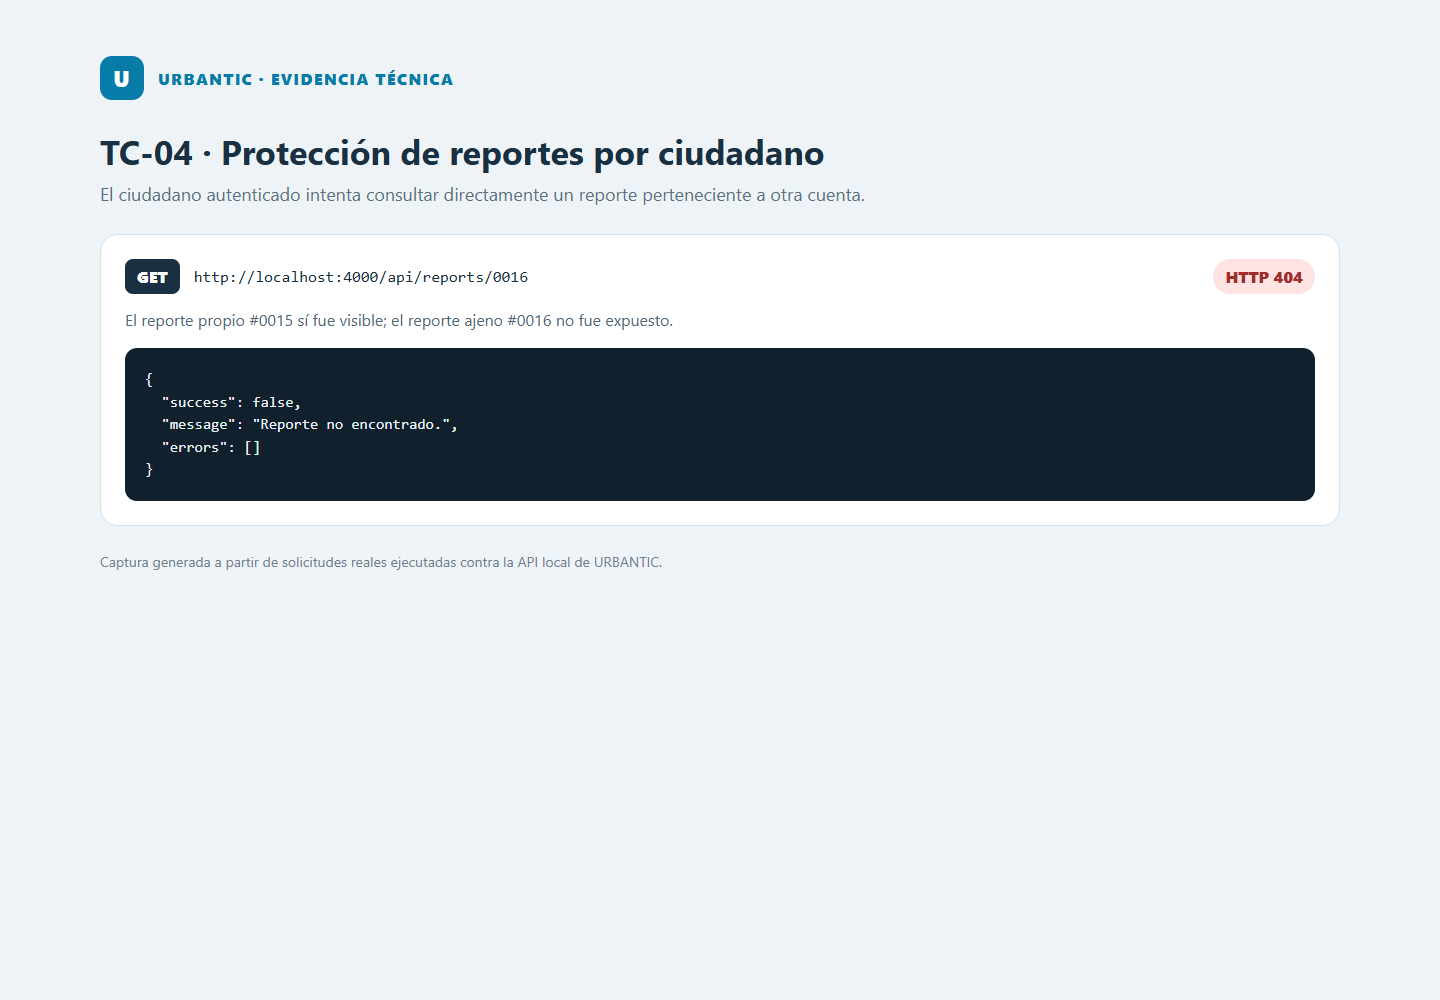 U
URBANTIC · EVIDENCIA TÉCNICA
TC-04 · Protección de reportes por ciudadano
El ciudadano autenticado intenta consultar directamente un reporte perteneciente a otra cuenta.
GET http://localhost:4000/api/reports/0016 HTTP 404
El reporte propio #0015 sí fue visible; el reporte ajeno #0016 no fue expuesto.
{
  "success": false,
  "message": "Reporte no encontrado.",
  "errors": []
}
Captura generada a partir de solicitudes reales ejecutadas contra la API local de URBANTIC.